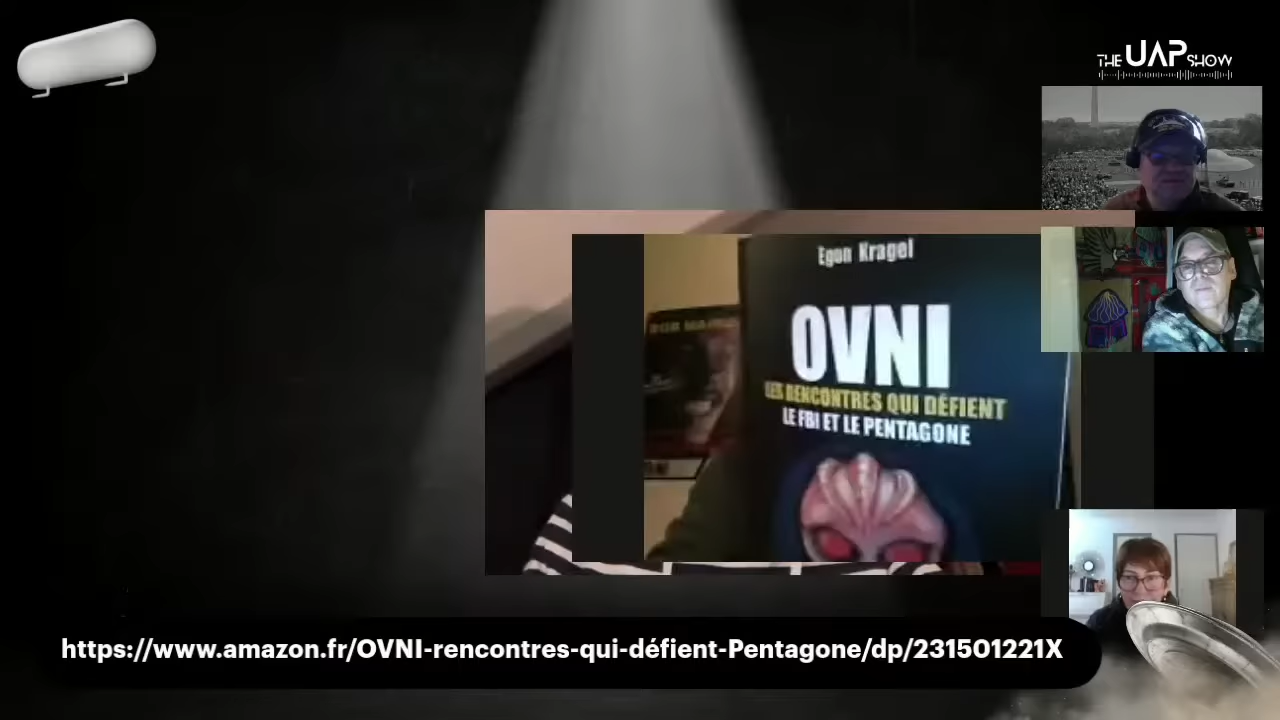 THE UAP SHOW
Egon Kragel
OVNI
LES RENCONTRES QUI DÉFIENT
LE FBI ET LE PENTAGONE
https://www.amazon.fr/OVNI-rencontres-qui-défient-Pentagone/dp/231501221X